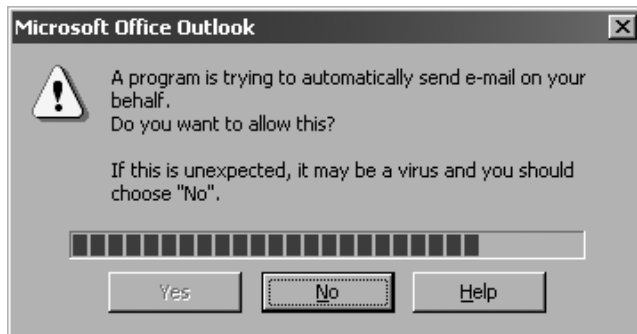 Microsoft Office Outlook
A program is trying to automatically send e-mail on your
behalf.
Do you want to allow this?
If this is unexpected, it may be a virus and you should
choose "No".
Yes
No
Help